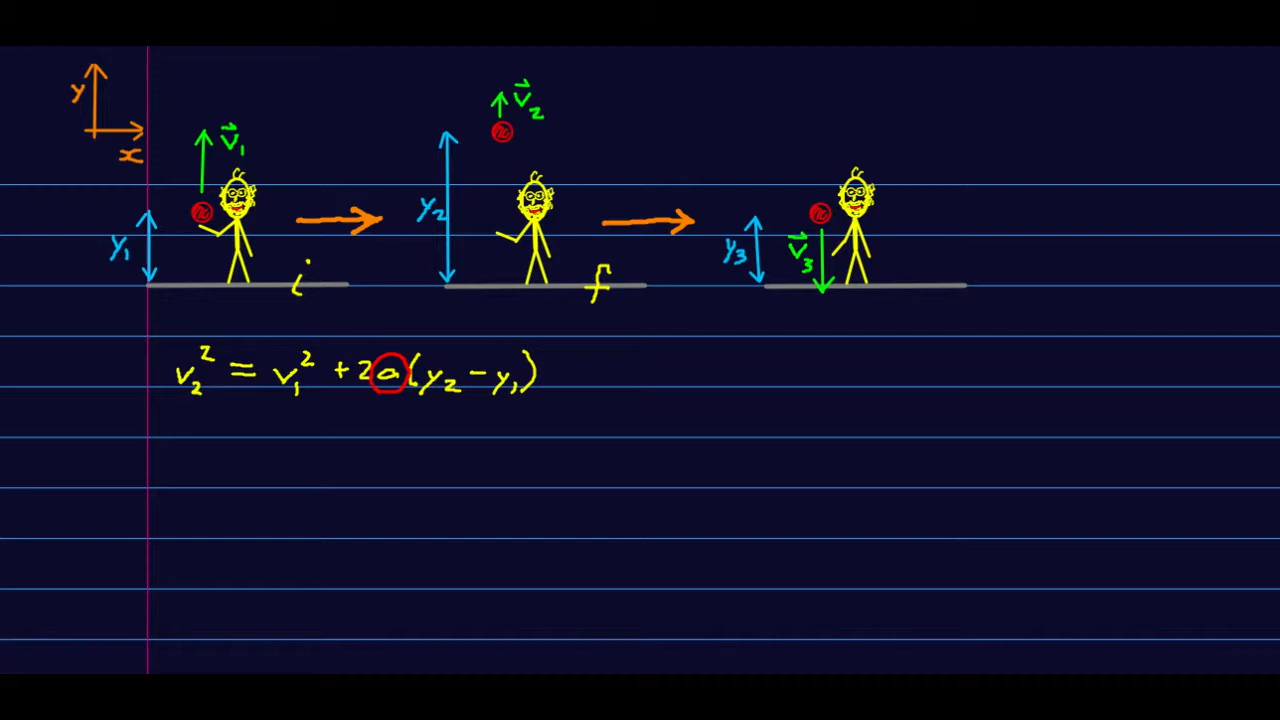 y
x
v⃗₁
y₁
i
v⃗₂
y₂
f
y₃
v⃗₃
v₂² = v₁² + 2a(y₂ − y₁)